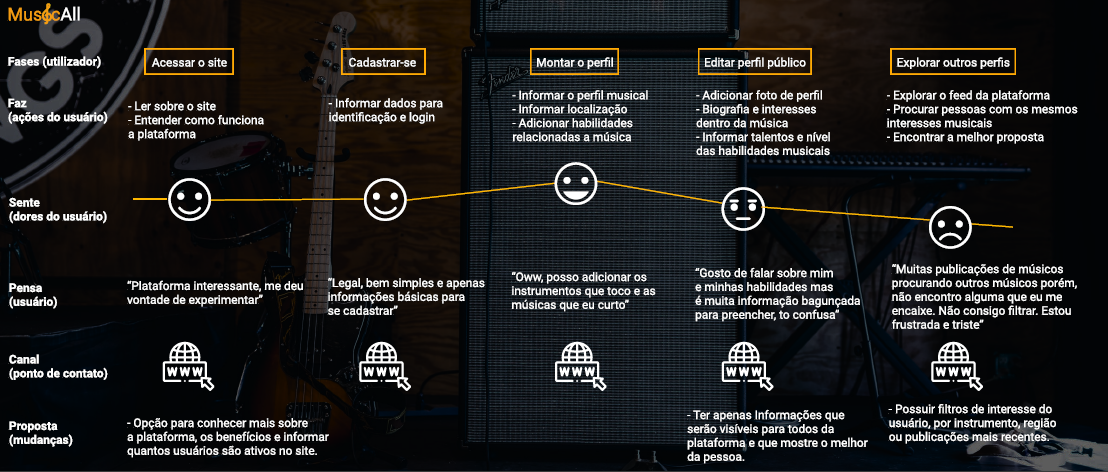 MusicAll
Fases (utilizador)
Acessar o site
Cadastrar-se
Montar o perfil
Editar perfil público
Explorar outros perfis
Faz
(ações do usuário)
- Ler sobre o site
- Entender como funciona
a plataforma
- Informar dados para
identificação e login
- Informar o perfil musical
- Informar localização
- Adicionar habilidades
relacionadas a música
- Adicionar foto de perfil
- Biografia e interesses
dentro da música
- Informar talentos e nível
das habilidades musicais
- Explorar o feed da plataforma
- Procurar pessoas com os mesmos
interesses musicais
- Encontrar a melhor proposta
Sente
(dores do usuário)
Pensa
(usuário)
“Plataforma interessante, me deu
vontade de experimentar”
“Legal, bem simples e apenas
informações básicas para
se cadastrar”
“Oww, posso adicionar os
instrumentos que toco e as
músicas que eu curto”
“Gosto de falar sobre mim
e minhas habilidades mas
é muita informação bagunçada
para preencher, to confusa”
“Muitas publicações de músicos
procurando outros músicos porém,
não encontro alguma que eu me
encaixe. Não consigo filtrar. Estou
frustrada e triste”
Canal
(ponto de contato)
WWW
WWW
WWW
WWW
WWW
Proposta
(mudanças)
- Opção para conhecer mais sobre
a plataforma, os benefícios e informar
quantos usuários são ativos no site.
- Ter apenas Informações que
serão visíveis para todos da
plataforma e que mostre o melhor
da pessoa.
- Possuir filtros de interesse do
usuário, por instrumento, região
ou publicações mais recentes.
Fender
NGS